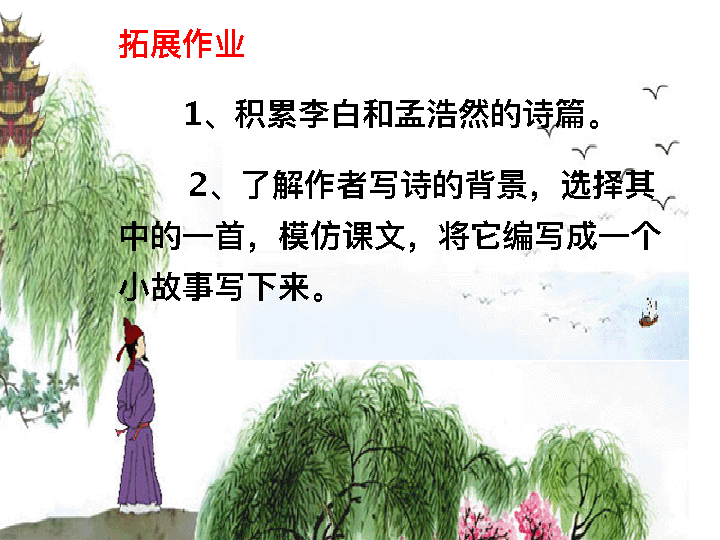 拓展作业
1、积累李白和孟浩然的诗篇。
2、了解作者写诗的背景，选择其
中的一首，模仿课文，将它编写成一个
小故事写下来。